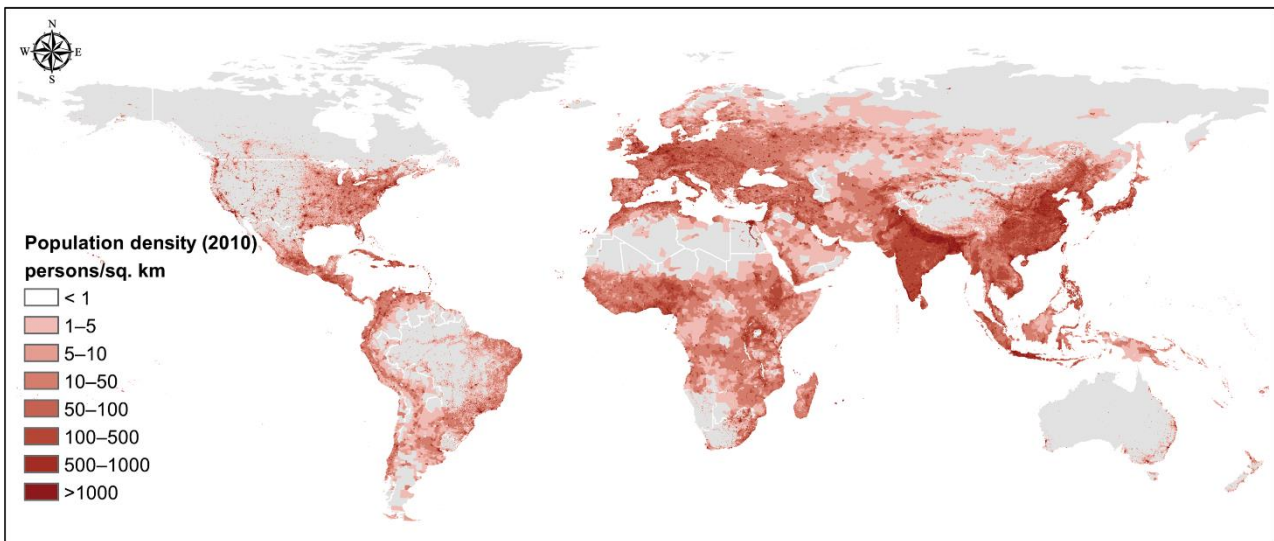 N
W E
S
Population density (2010)
persons/sq. km
< 1
1–5
5–10
10–50
50–100
100–500
500–1000
>1000